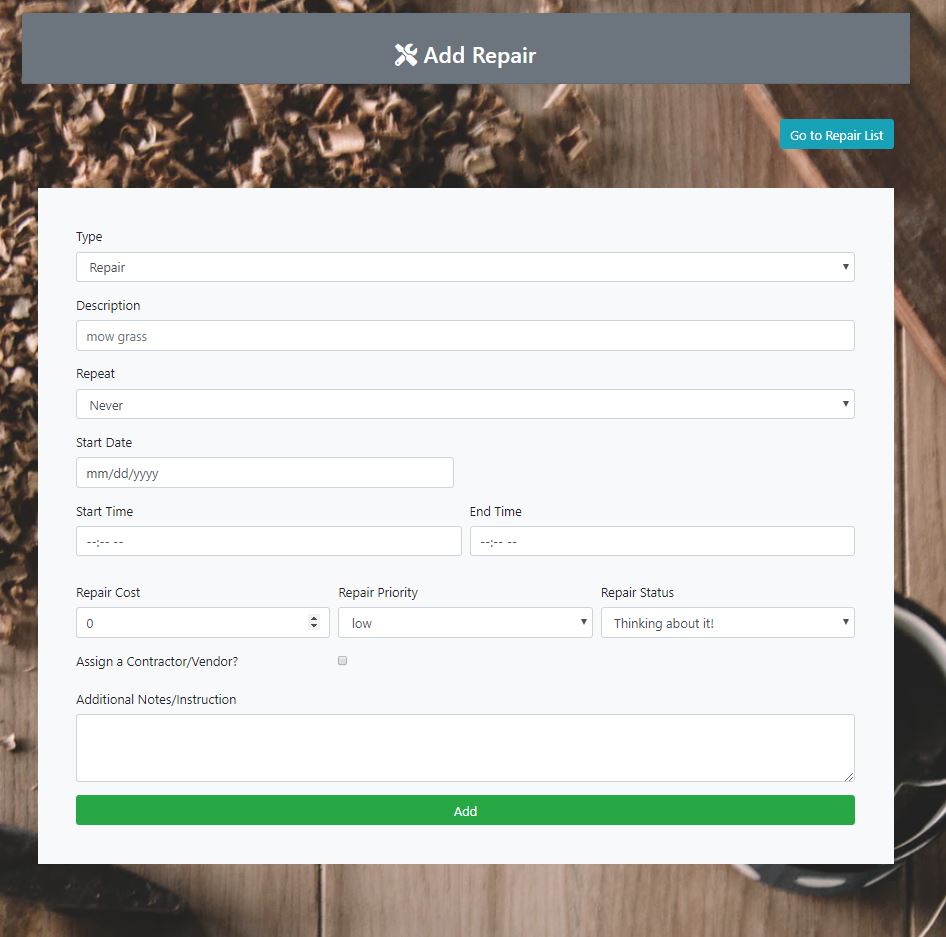 Add Repair
Go to Repair List
Type
Repair
Description
mow grass
Repeat
Never
Start Date
mm/dd/yyyy
Start Time End Time
--:-- -- --:-- --
Repair Cost Repair Priority Repair Status
0 low Thinking about it!
Assign a Contractor/Vendor?
Additional Notes/Instruction
Add